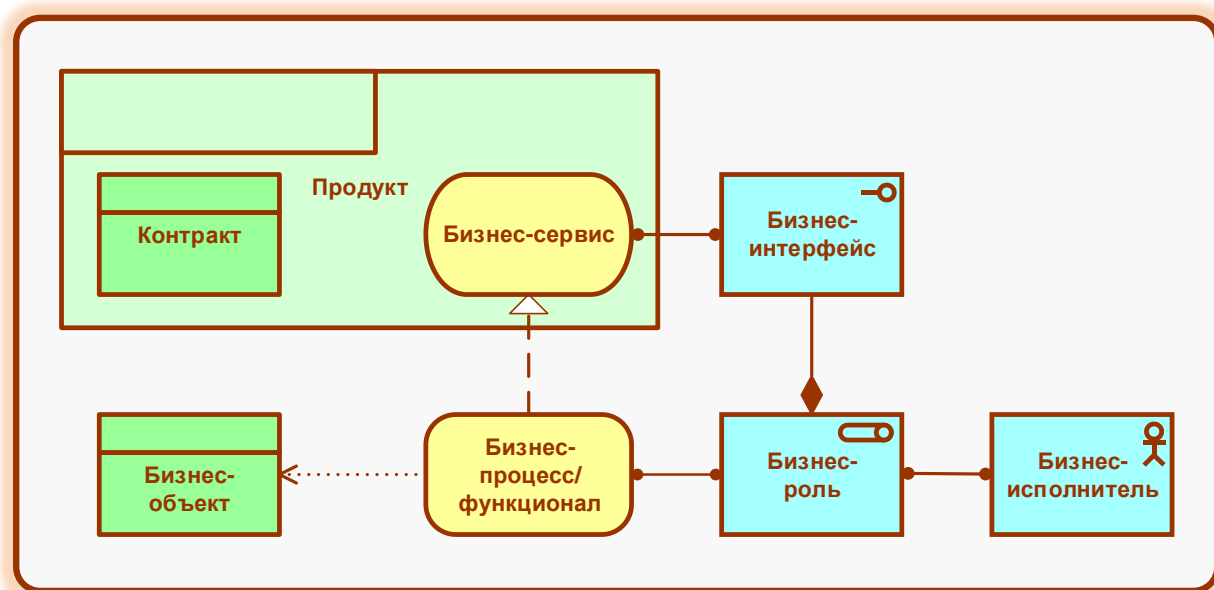 Продукт
Контракт
Бизнес-сервис
Бизнес-
интерфейс
Бизнес-
объект
Бизнес-
процесс/
функционал
Бизнес-
роль
Бизнес-
исполнитель